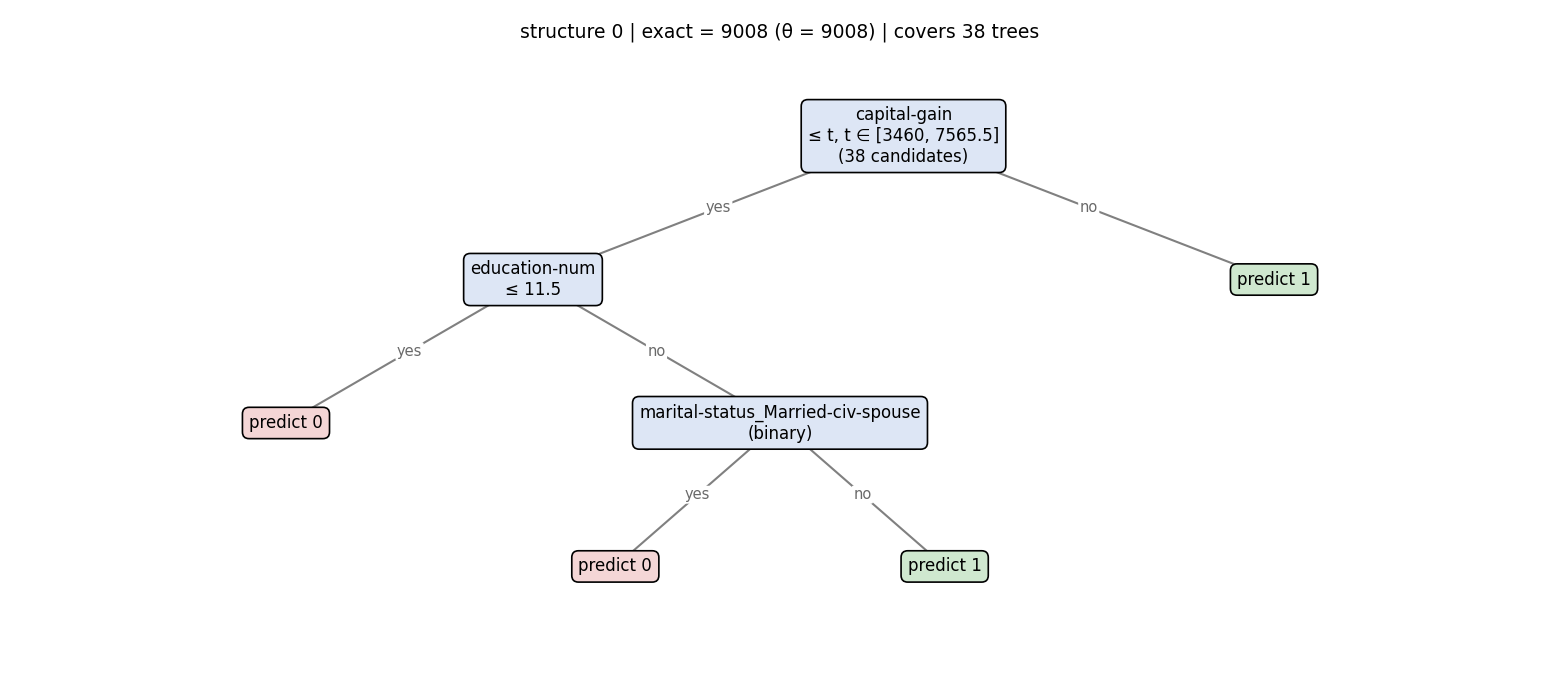 structure 0 | exact = 9008 (θ = 9008) | covers 38 trees
capital-gain
≤ t, t ∈ [3460, 7565.5]
(38 candidates)
yes
no
education-num
≤ 11.5
predict 1
yes
no
predict 0
marital-status_Married-civ-spouse
(binary)
yes
no
predict 0
predict 1